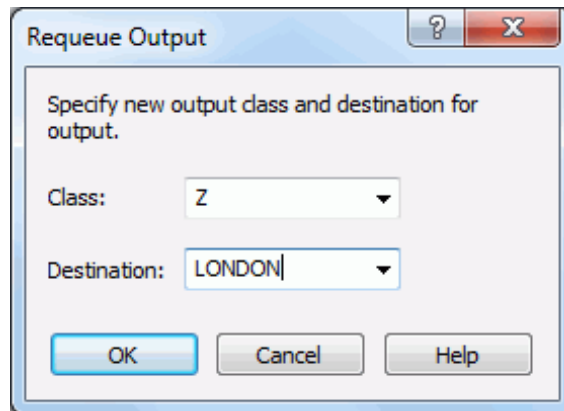 Requeue Output
?
X
Specify new output class and destination for
output.
Class: Z
Destination: LONDON
OK Cancel Help